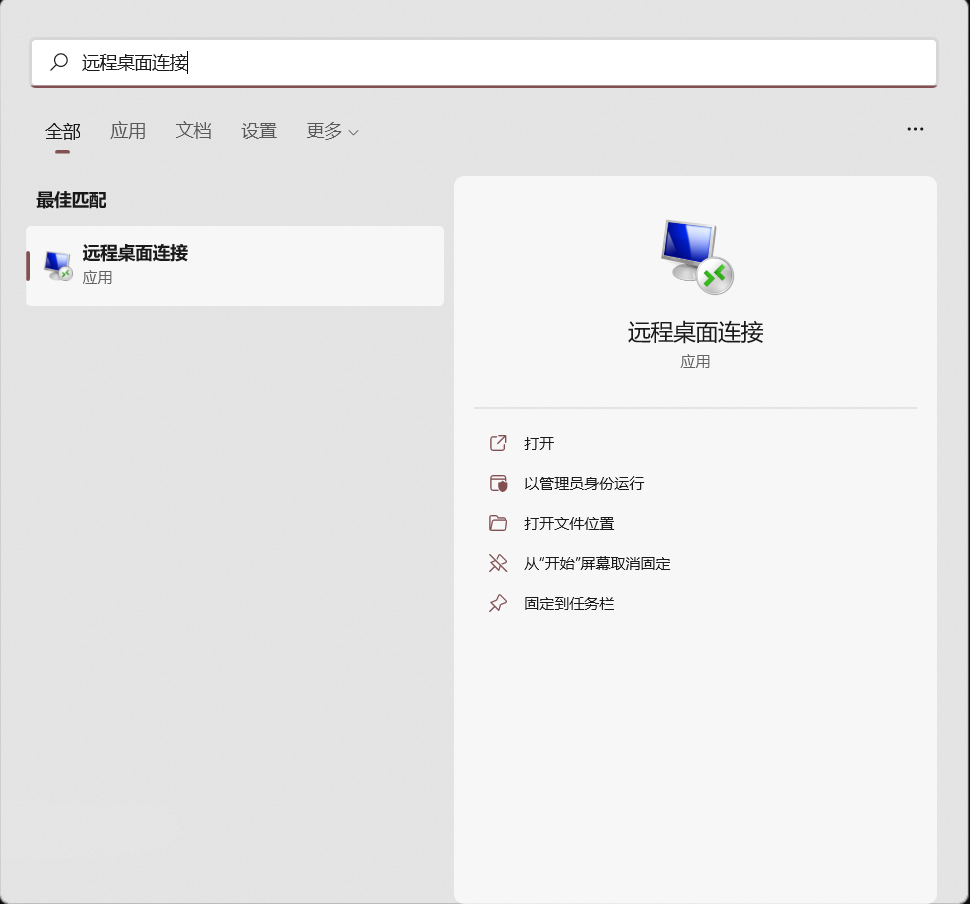 远程桌面连接
全部 应用 文档 设置 更多
最佳匹配
远程桌面连接
应用
远程桌面连接
应用
打开
以管理员身份运行
打开文件位置
从“开始”屏幕取消固定
固定到任务栏